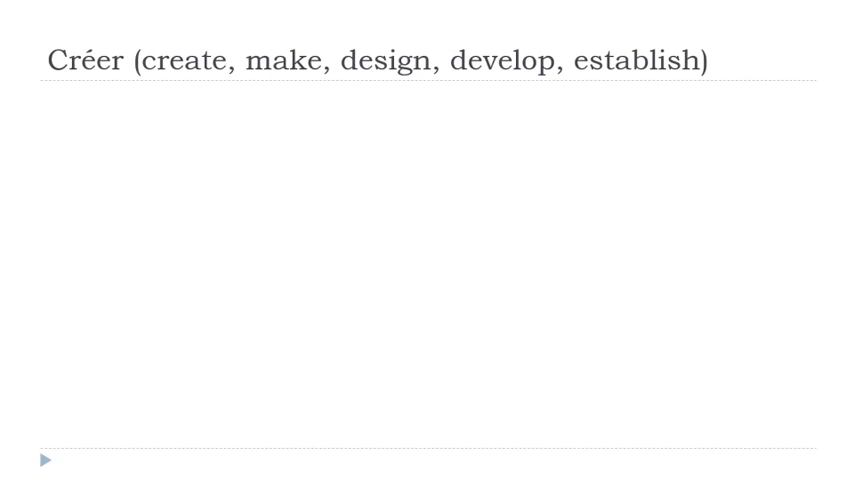 Créer (create, make, design, develop, establish)